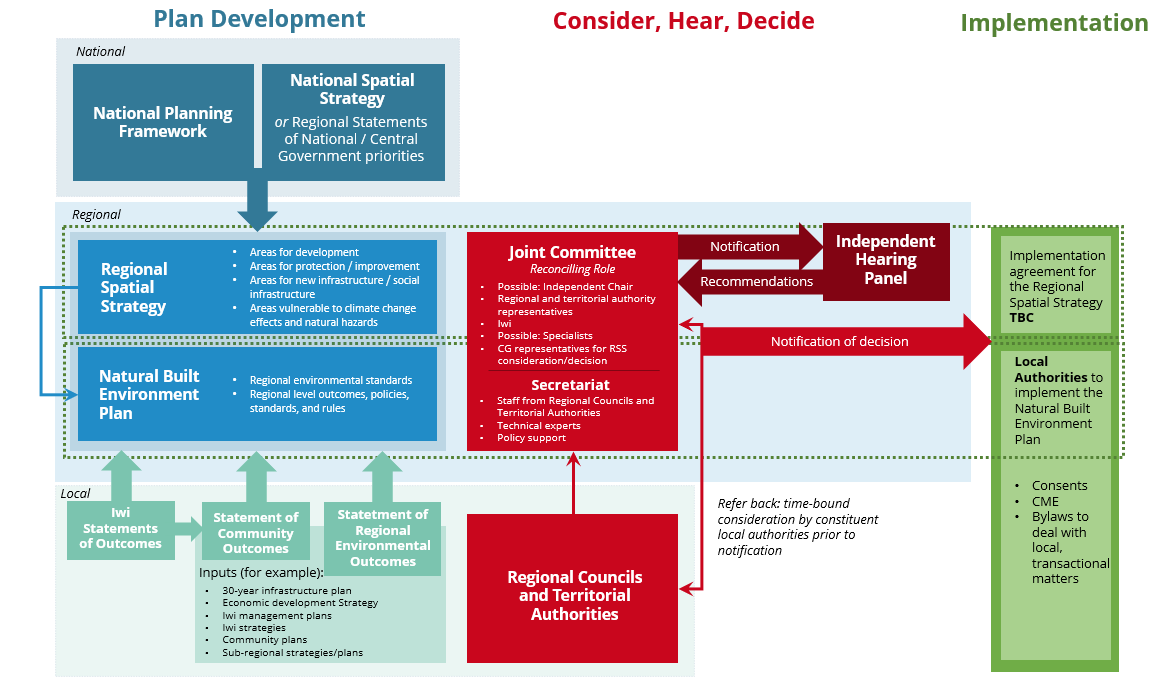 Plan Development
Consider, Hear, Decide
Implementation
National
National Planning
Framework
National Spatial
Strategy
or Regional Statements
of National / Central
Government priorities
Regional
Regional
Spatial
Strategy
• Areas for development
• Areas for protection / improvement
• Areas for new infrastructure / social
infrastructure
• Areas vulnerable to climate change
effects and natural hazards
Natural Built
Environment
Plan
• Regional environmental standards
• Regional level outcomes, policies,
standards, and rules
Joint Committee
Reconcilling Role
• Possible: Independent Chair
• Regional and territorial authority
representatives
• Iwi
• Possible: Specialists
• CG representatives for RSS
consideration/decision
Secretariat
• Staff from Regional Councils and
Territorial Authorities
• Technical experts
• Policy support
Notification
Recommendations
Independent
Hearing
Panel
Notification of decision
Implementation
agreement for
the Regional
Spatial Strategy
TBC
Local
Authorities to
implement the
Natural Built
Environment
Plan
• Consents
• CME
• Bylaws to
deal with
local,
transactional
matters
Local
Iwi
Statements
of Outcomes
Statement of
Community
Outcomes
Statetment of
Regional
Environmental
Outcomes
Inputs (for example):
• 30-year infrastructure plan
• Economic development Strategy
• Iwi management plans
• Iwi strategies
• Community plans
• Sub-regional strategies/plans
Regional Councils
and Territorial
Authorities
Refer back: time-bound
consideration by constituent
local authorities prior to
notification